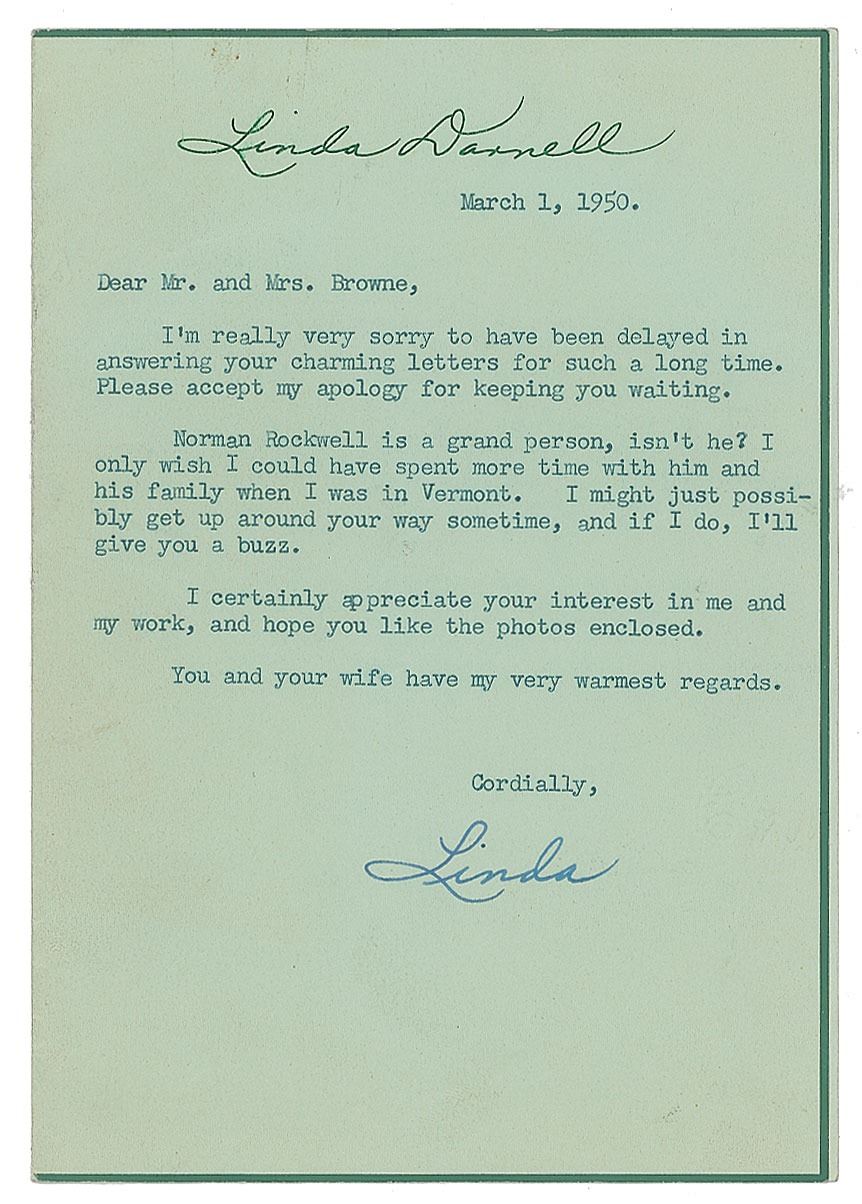 Linda Darnell
March 1, 1950.
Dear Mr. and Mrs. Browne,
I'm really very sorry to have been delayed in
answering your charming letters for such a long time.
Please accept my apology for keeping you waiting.
Norman Rockwell is a grand person, isn't he? I
only wish I could have spent more time with him and
his family when I was in Vermont. I might just possi-
bly get up around your way sometime, and if I do, I'll
give you a buzz.
I certainly appreciate your interest in me and
my work, and hope you like the photos enclosed.
You and your wife have my very warmest regards.
Cordially,
Linda